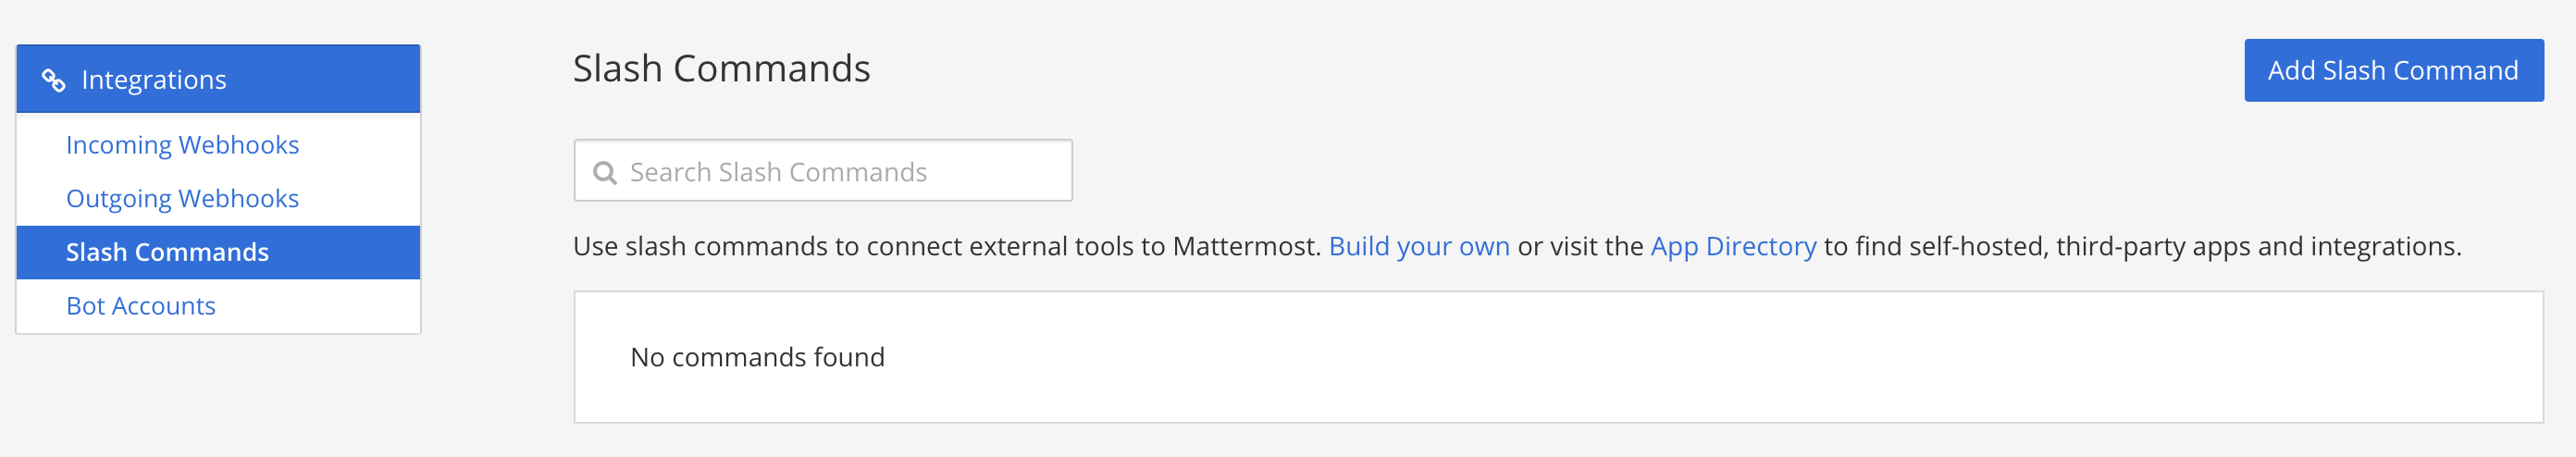 Integrations
Incoming Webhooks
Outgoing Webhooks
Slash Commands
Bot Accounts
Slash Commands
Add Slash Command
Search Slash Commands
Use slash commands to connect external tools to Mattermost. Build your own or visit the App Directory to find self-hosted, third-party apps and integrations.
No commands found